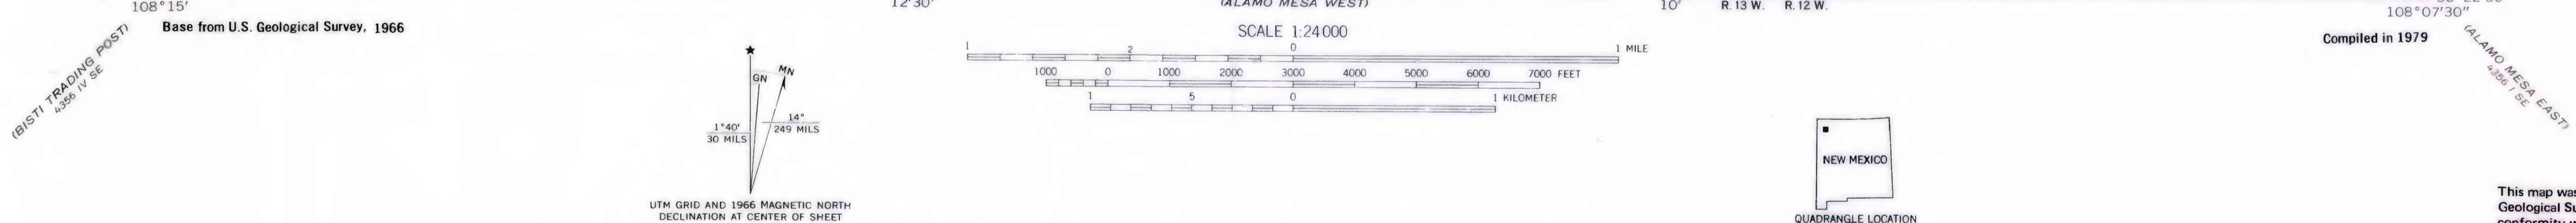 108°15'
12'30"
(ALAMO MESA WEST)
10'
R. 13 W.
R. 12 W.
108°07'30"
Base from U.S. Geological Survey, 1966
SCALE 1:24 000
Compiled in 1979
(BISTI TRADING POST)
4356 IV SE
(ALAMO MESA EAST)
4356 I SE
1
2
0
1 MILE
1000
0
1000
2000
3000
4000
5000
6000
7000 FEET
1
5
0
1 KILOMETER
GN
MN
1°40'
30 MILS
14°
249 MILS
UTM GRID AND 1966 MAGNETIC NORTH
DECLINATION AT CENTER OF SHEET
NEW MEXICO
QUADRANGLE LOCATION
This map was
Geological Su